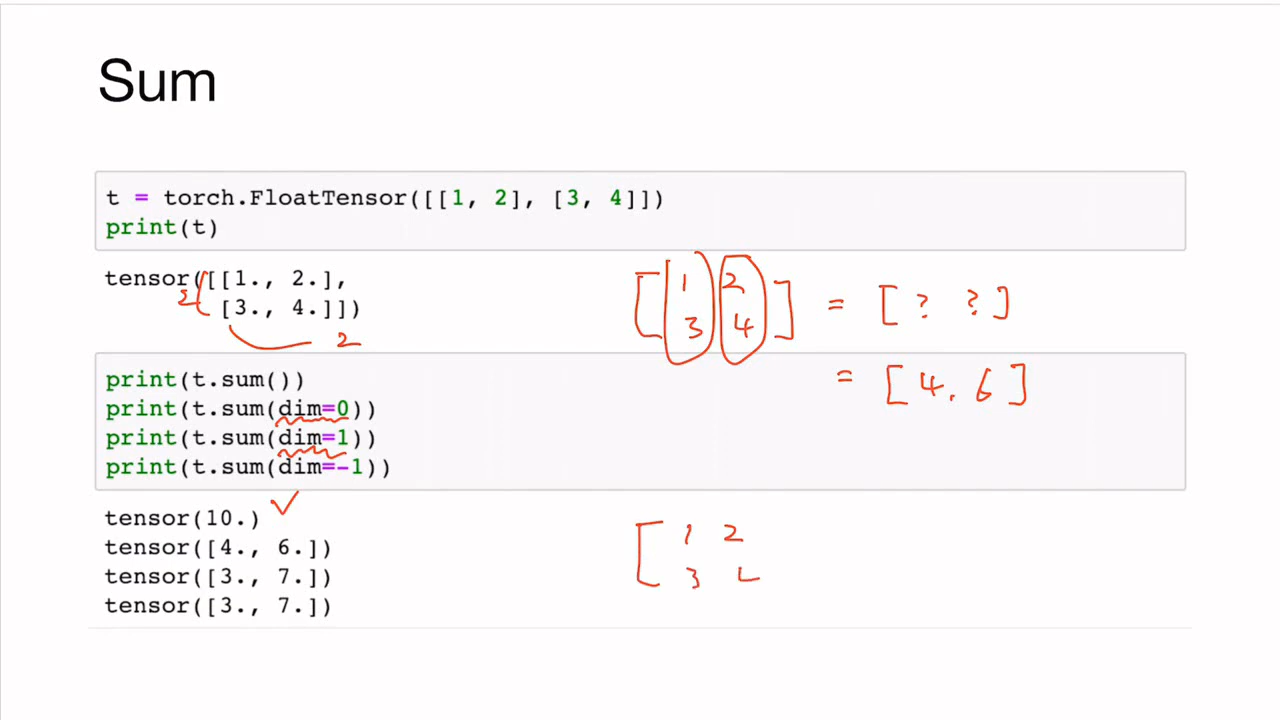 Sum
t = torch.FloatTensor([[1, 2], [3, 4]])
print(t)
tensor([[1., 2.],
[3., 4.]])
2
2
[ 1 2 ] = [ ? ? ]
3 4
= [ 4. 6 ]
print(t.sum())
print(t.sum(dim=0))
print(t.sum(dim=1))
print(t.sum(dim=-1))
tensor(10.)
tensor([4., 6.])
tensor([3., 7.])
tensor([3., 7.])
[ 1 2
3